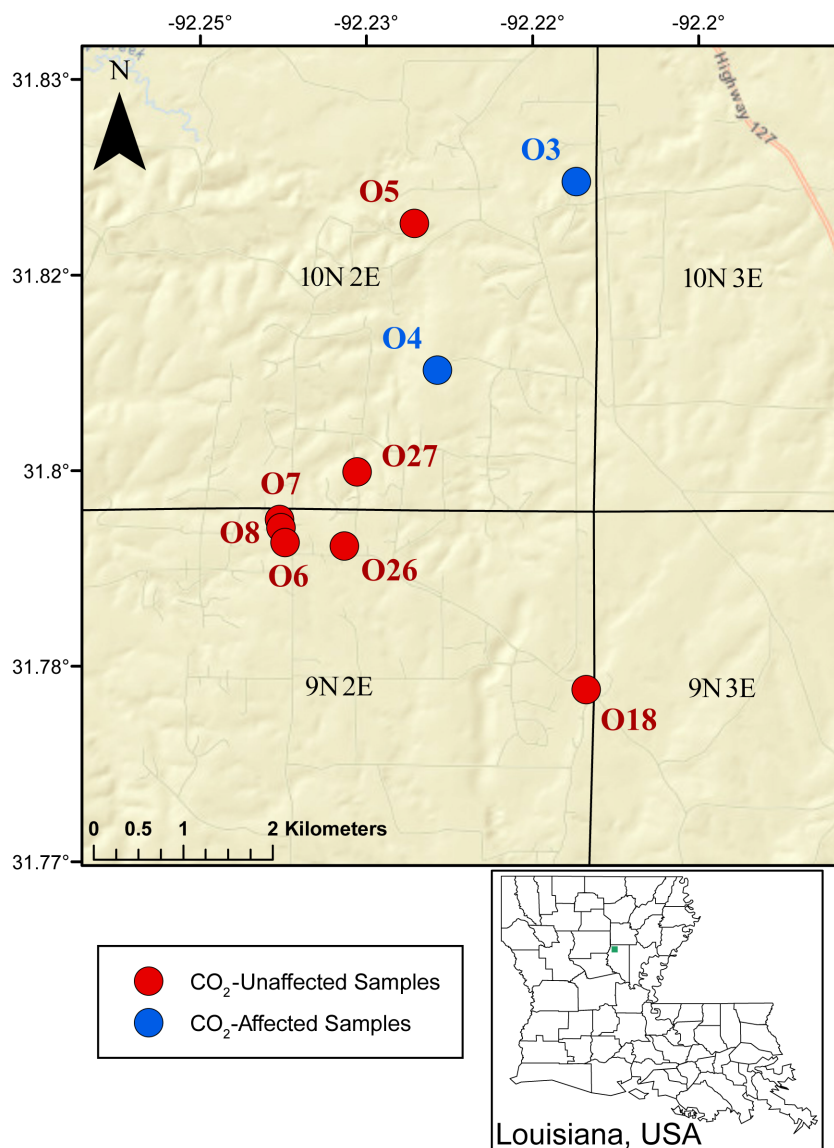 -92.25° -92.23° -92.22° -92.2°
31.83°
N
Highway 127
O3
O5
31.82°
10N 2E 10N 3E
O4
31.8°
O27
O7
O8
O6
O26
31.78°
9N 2E 9N 3E
O18
0 0.5 1 2 Kilometers
31.77°
CO₂-Unaffected Samples
CO₂-Affected Samples
Louisiana, USA